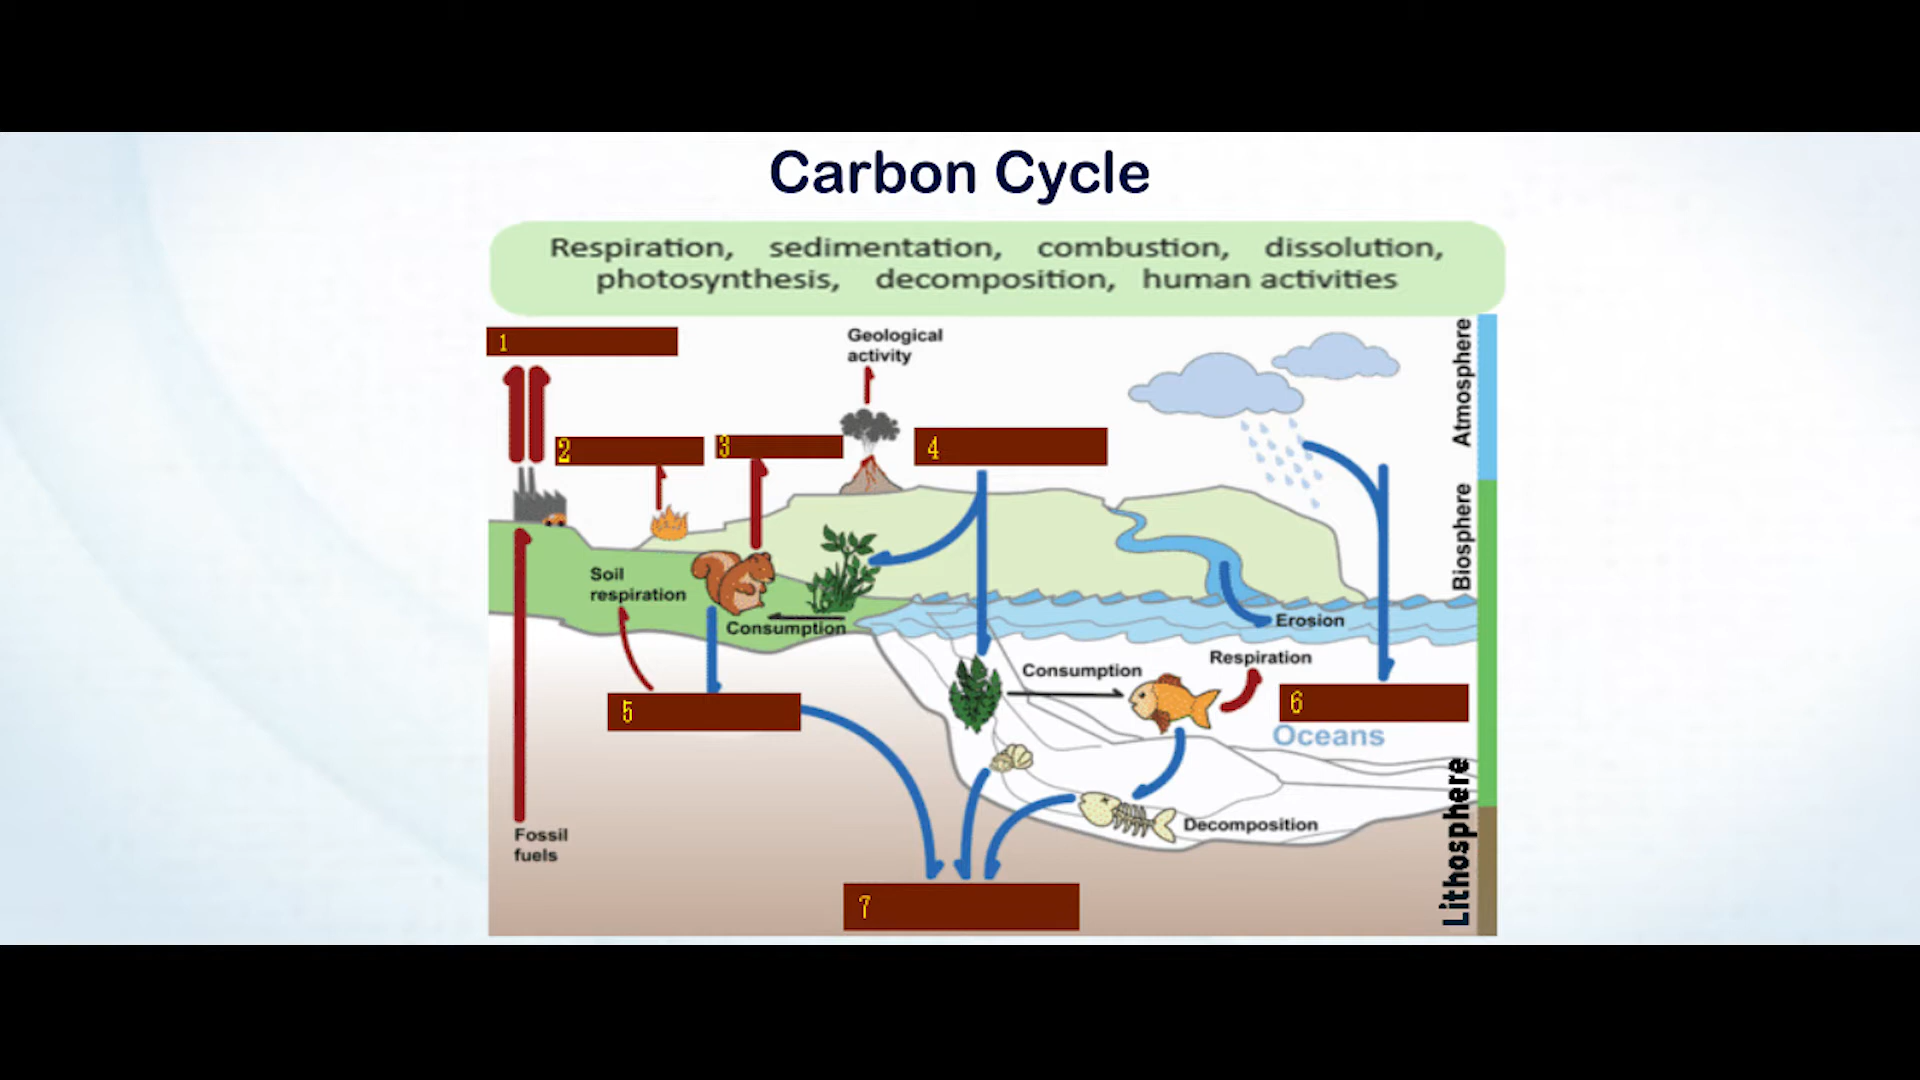 Carbon Cycle
Respiration, sedimentation, combustion, dissolution,
photosynthesis, decomposition, human activities
1
Geological
activity
Atmosphere
2
3
4
Biosphere
Soil
respiration
Consumption
Erosion
Respiration
Consumption
5
6
Oceans
Lithosphere
Decomposition
Fossil
fuels
7